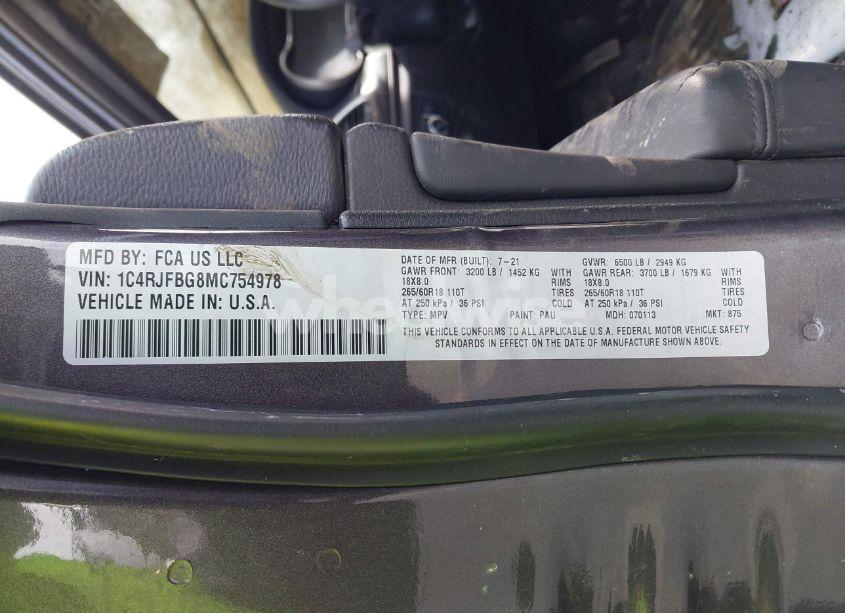 MFD BY: FCA US LLC
VIN: 1C4RJFBG8MC754978
VEHICLE MADE IN: U.S.A.
DATE OF MFR (BUILT): 7-21
GAWR FRONT: 3200 LB / 1452 KG
18X8.0 RIMS
265/60R18 110T TIRES
AT 250 kPa / 36 PSI COLD
TYPE: MPV PAINT: PAU
GVWR: 6500 LB / 2949 KG
GAWR REAR: 3700 LB / 1679 KG
18X8.0 RIMS
265/60R18 110T TIRES
AT 250 kPa / 36 PSI COLD
MDH: 070113 MKT: 875
THIS VEHICLE CONFORMS TO ALL APPLICABLE U.S.A. FEDERAL MOTOR VEHICLE SAFETY
STANDARDS IN EFFECT ON THE DATE OF MANUFACTURE SHOWN ABOVE.